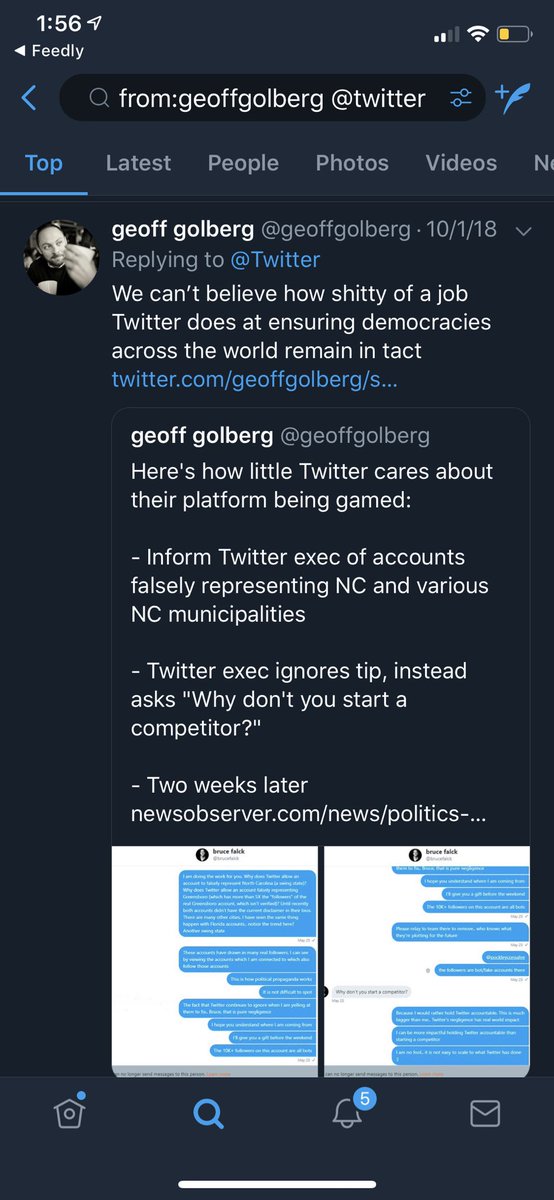 1:56
Feedly
from:geoffgolberg @twitter
Top Latest People Photos Videos
geoff golberg @geoffgolberg · 10/1/18
Replying to @Twitter
We can’t believe how shitty of a job
Twitter does at ensuring democracies
across the world remain in tact
twitter.com/geoffgolberg/s...
geoff golberg @geoffgolberg
Here's how little Twitter cares about
their platform being gamed:
- Inform Twitter exec of accounts
falsely representing NC and various
NC municipalities
- Twitter exec ignores tip, instead
asks "Why don't you start a
competitor?"
- Two weeks later
newsobserver.com/news/politics-...
bruce falck
@brucefalck
I am doing the work for you. Why does Twitter allow an
account to falsely represent North Carolina (a swing state)?
Why does Twitter allow an account falsely representing
Greensboro (which has more than 1X the "followers" of the
real Greensboro account, which isn't verified)? Until recently
both accounts didn't have the current disclaimer in their bios.
There are many other cities. I have seen the same thing
happen with Florida accounts.. notice the trend here?
Another swing state
These accounts have drawn in many real followers. I can see
by viewing the accounts which I am connected to which also
follow those accounts
This is how political propaganda works
It is not difficult to spot
The fact that Twitter continues to ignore when I am yelling at
them to fix, Bruce, that is pure negligence
I hope you understand where I am coming from
I'll give you a gift before the weekend
The 10K+ followers on this account are all bots
can no longer send messages to this person. Learn more
bruce falck
@brucefalck
them to fix, Bruce, that is pure negligence
I hope you understand where I am coming from
I'll give you a gift before the weekend
The 10K+ followers on this account are all bots
Please relay to team there to remove.. who knows what
they're plotting for the future
the followers are bot/fake accounts there
Why don't you start a competitor?
Because I would rather hold Twitter accountable. This is much
bigger than me.. Twitter's negligence has real world impact
I can be more impactful holding Twitter accountable than
starting a competitor
I am no fool.. it is not easy to scale to what Twitter has done
:)
can no longer send messages to this person. Learn more
5